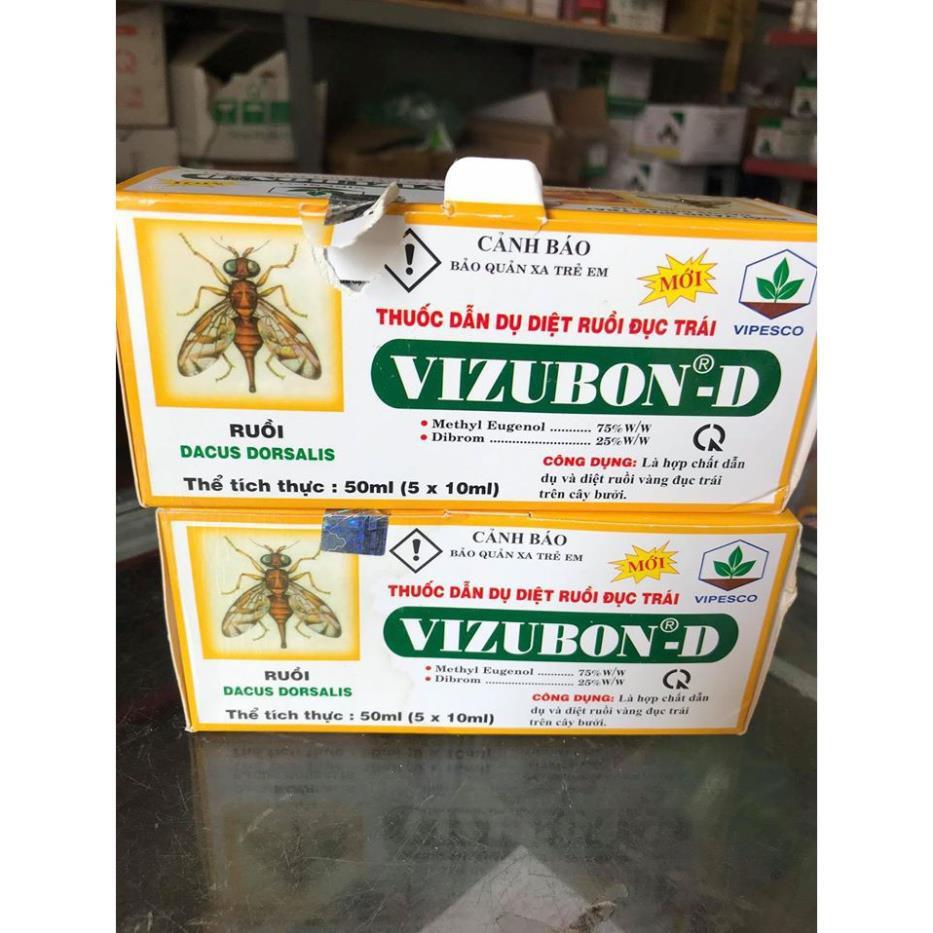 CẢNH BÁO
BẢO QUẢN XA TRẺ EM
MỚI
VIPESCO
THUỐC DẪN DỤ DIỆT RUỒI ĐỤC TRÁI
VIZUBON®-D
Methyl Eugenol ........... 75% W/W
Dibrom ........................ 25% W/W
RUỒI
DACUS DORSALIS
CÔNG DỤNG: Là hợp chất dẫn
dụ và diệt ruồi vàng đục trái
trên cây bưởi.
Thể tích thực : 50ml (5 x 10ml)
CẢNH BÁO
BẢO QUẢN XA TRẺ EM
MỚI
VIPESCO
THUỐC DẪN DỤ DIỆT RUỒI ĐỤC TRÁI
VIZUBON®-D
Methyl Eugenol ........... 75% W/W
Dibrom ........................ 25% W/W
RUỒI
DACUS DORSALIS
CÔNG DỤNG: Là hợp chất dẫn
dụ và diệt ruồi vàng đục trái
trên cây bưởi.
Thể tích thực : 50ml (5 x 10ml)